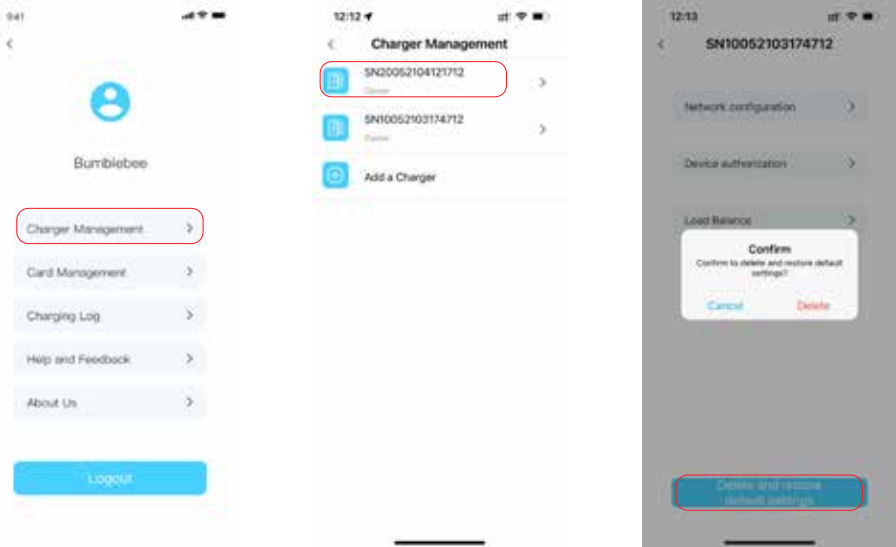 9:41
Bumblebee
Charger Management
Card Management
Charging Log
Help and Feedback
About Us
Logout
12:12
Charger Management
SN20052104121712
Owner
SN10052103174712
Owner
Add a Charger
12:13
SN10052103174712
Network configuration
Device authorization
Load Balance
Confirm
Confirm to delete and restore default
settings?
Cancel
Delete
Delete and restore
default settings